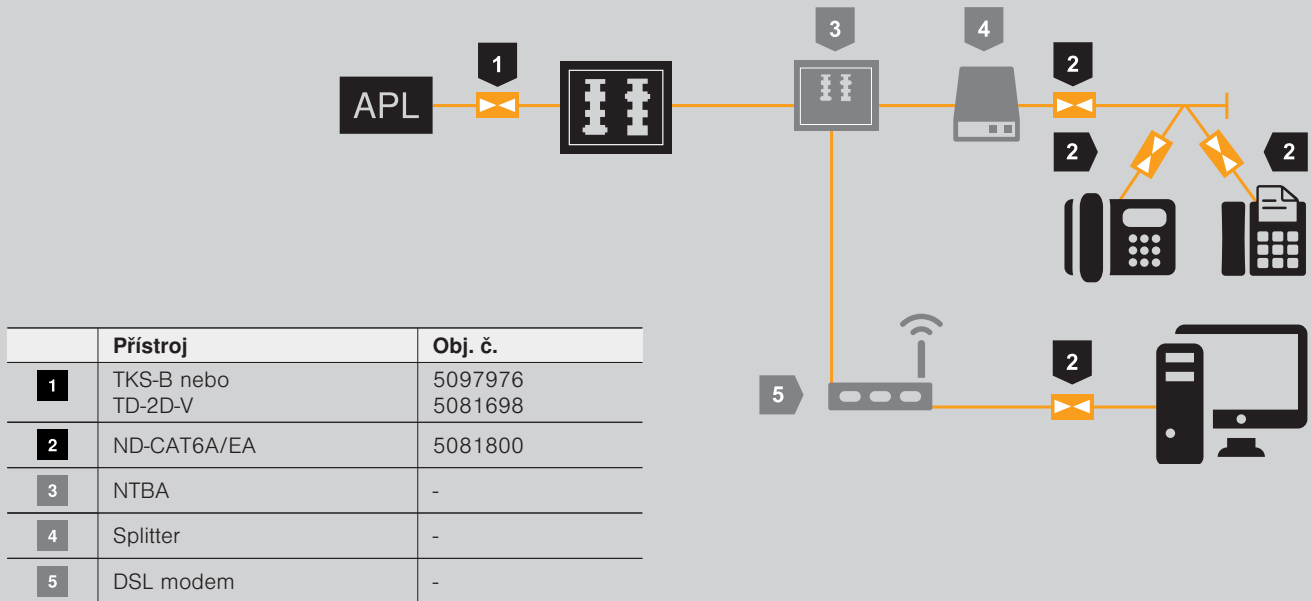 3
4
1
2
APL
2
2
Přístroj Obj. č.
1 TKS-B nebo 5097976
TD-2D-V 5081698
2 ND-CAT6A/EA 5081800
3 NTBA -
4 Splitter -
5 DSL modem -
2
5